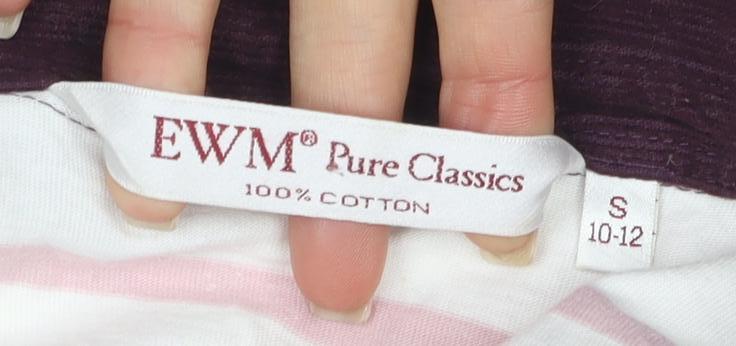 EWM® Pure Classics
100% COTTON
S
10-12